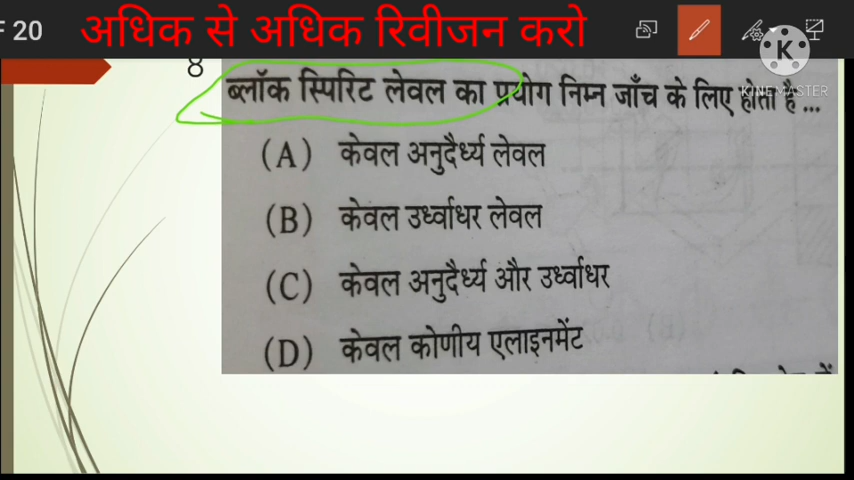 F 20 अधिक से अधिक रिवीजन करो
K
KINEMASTER
8
ब्लॉक स्पिरिट लेवल का प्रयोग निम्न जाँच के लिए होता है ...
(A) केवल अनुदैर्ध्य लेवल
(B) केवल उर्ध्वाधर लेवल
(C) केवल अनुदैर्ध्य और उर्ध्वाधर
(D) केवल कोणीय एलाइनमेंट